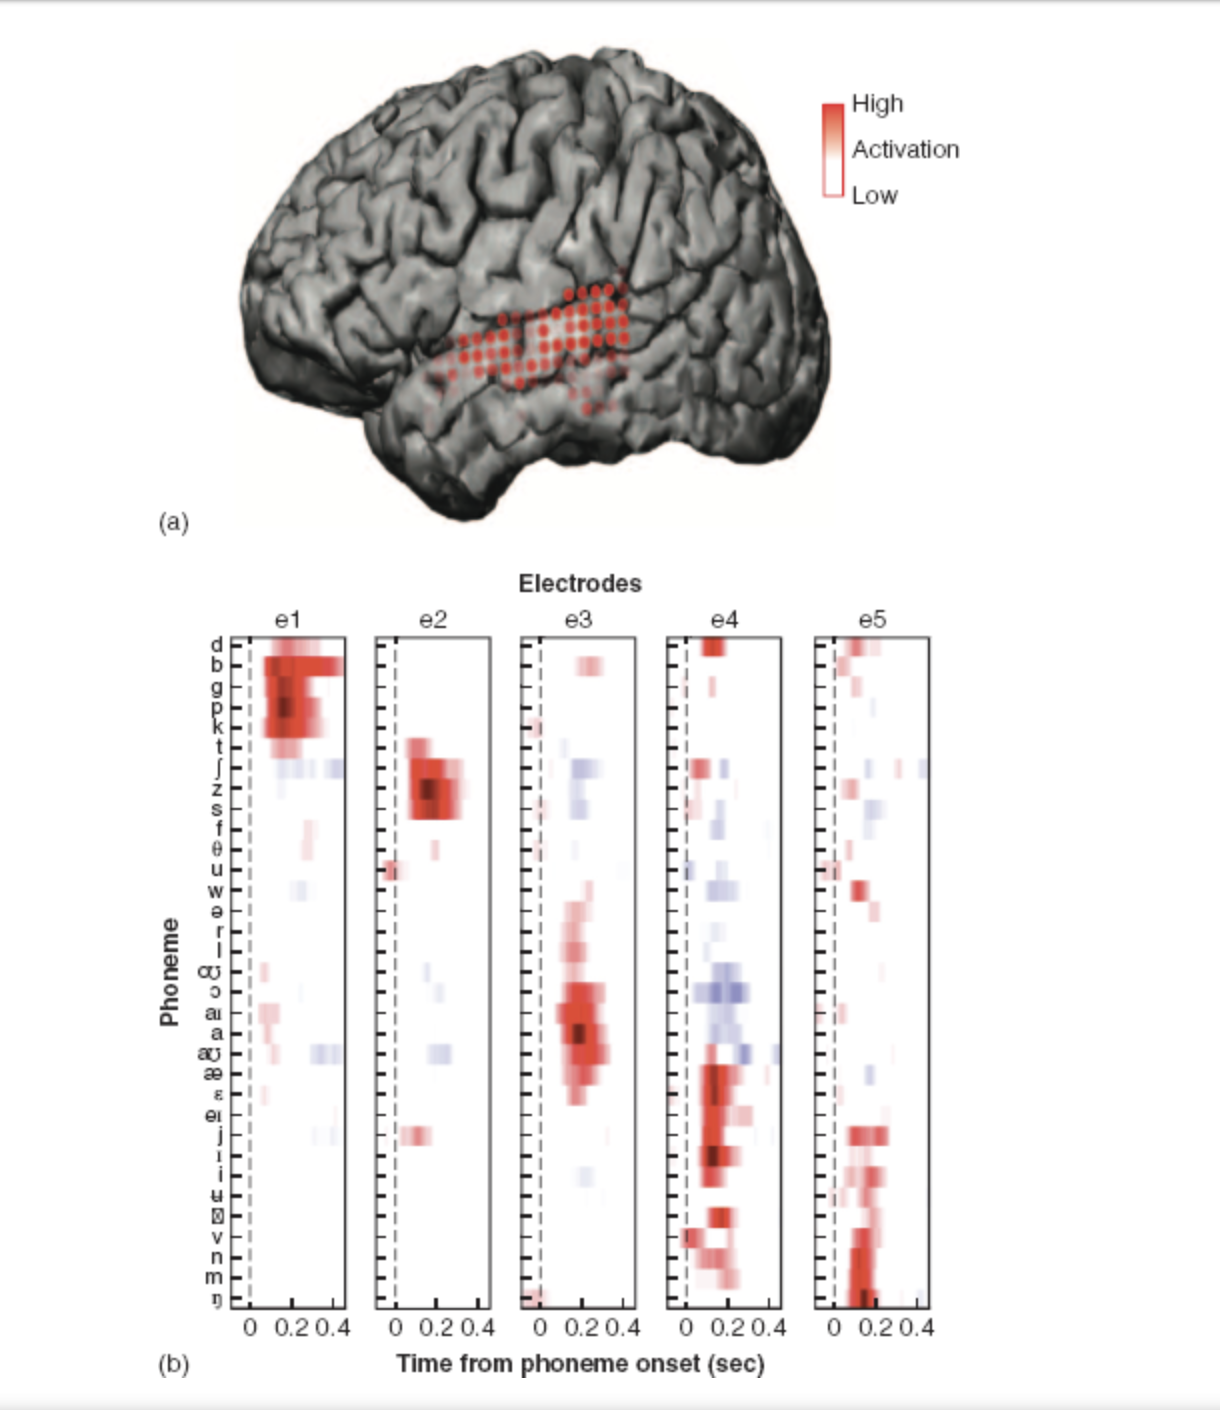 High
Activation
Low
(a)
Electrodes
e1 e2 e3 e4 e5
Phoneme
d
b
g
p
k
t
ʃ
z
s
f
θ
u
w
ə
r
l
ɔ
aɪ
a
aʊ
æ
ɛ
eɪ
j
ɪ
i
ʉ
v
n
m
ŋ
0 0.2 0.4 0 0.2 0.4 0 0.2 0.4 0 0.2 0.4 0 0.2 0.4
(b) Time from phoneme onset (sec)